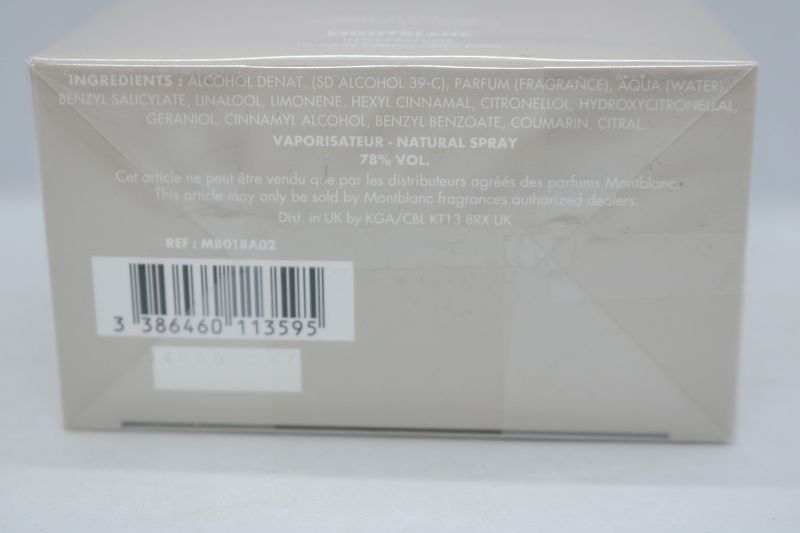 MONTBLANC
INGREDIENTS : ALCOHOL DENAT. (SD ALCOHOL 39-C), PARFUM (FRAGRANCE), AQUA (WATER),
BENZYL SALICYLATE, LINALOOL, LIMONENE, HEXYL CINNAMAL, CITRONELLOL, HYDROXYCITRONELLAL,
GERANIOL, CINNAMYL ALCOHOL, BENZYL BENZOATE, COUMARIN, CITRAL.
VAPORISATEUR - NATURAL SPRAY
78% VOL.
Cet article ne peut être vendu que par les distributeurs agréés des parfums Montblanc.
This article may only be sold by Montblanc fragrances authorized dealers.
Dist. in UK by KGA/CBL KT13 8RX UK
REF : MB018A02
3 386460 113595